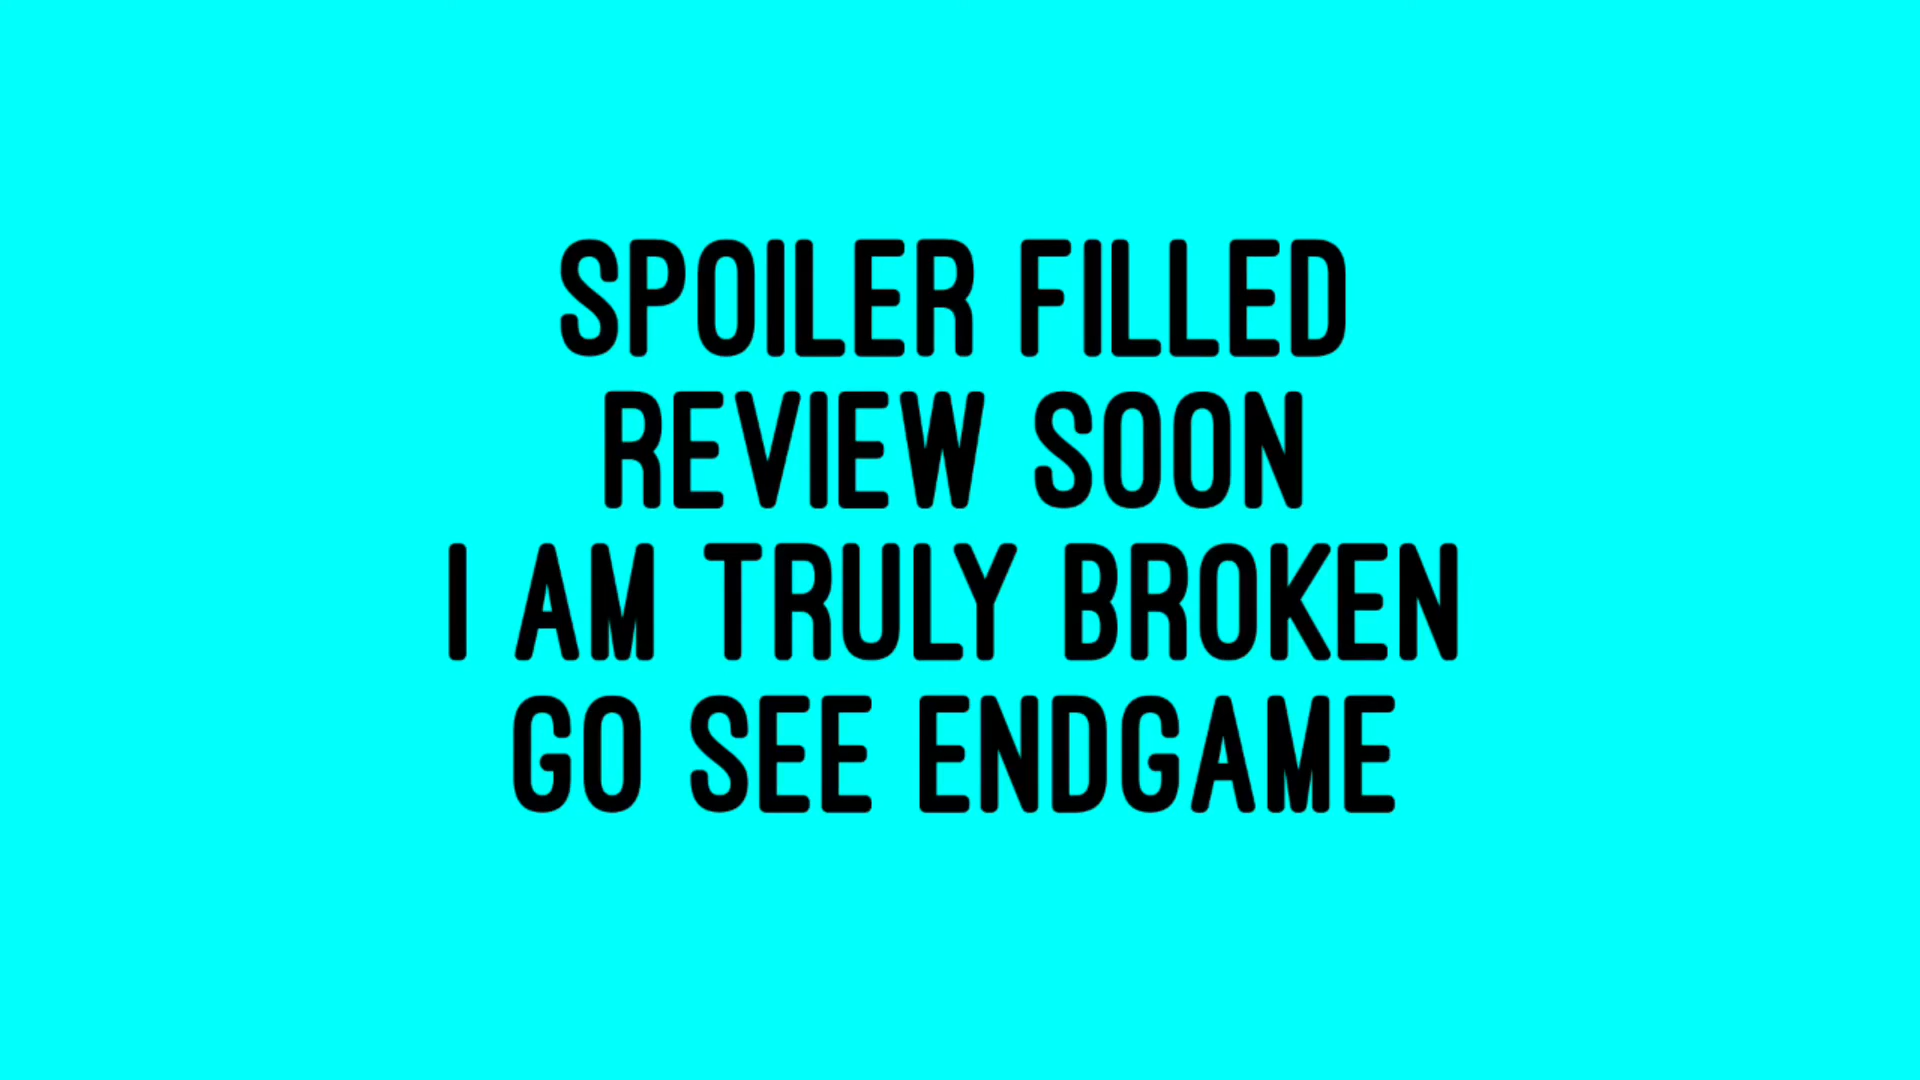 SPOILER FILLED
REVIEW SOON
I AM TRULY BROKEN
GO SEE ENDGAME